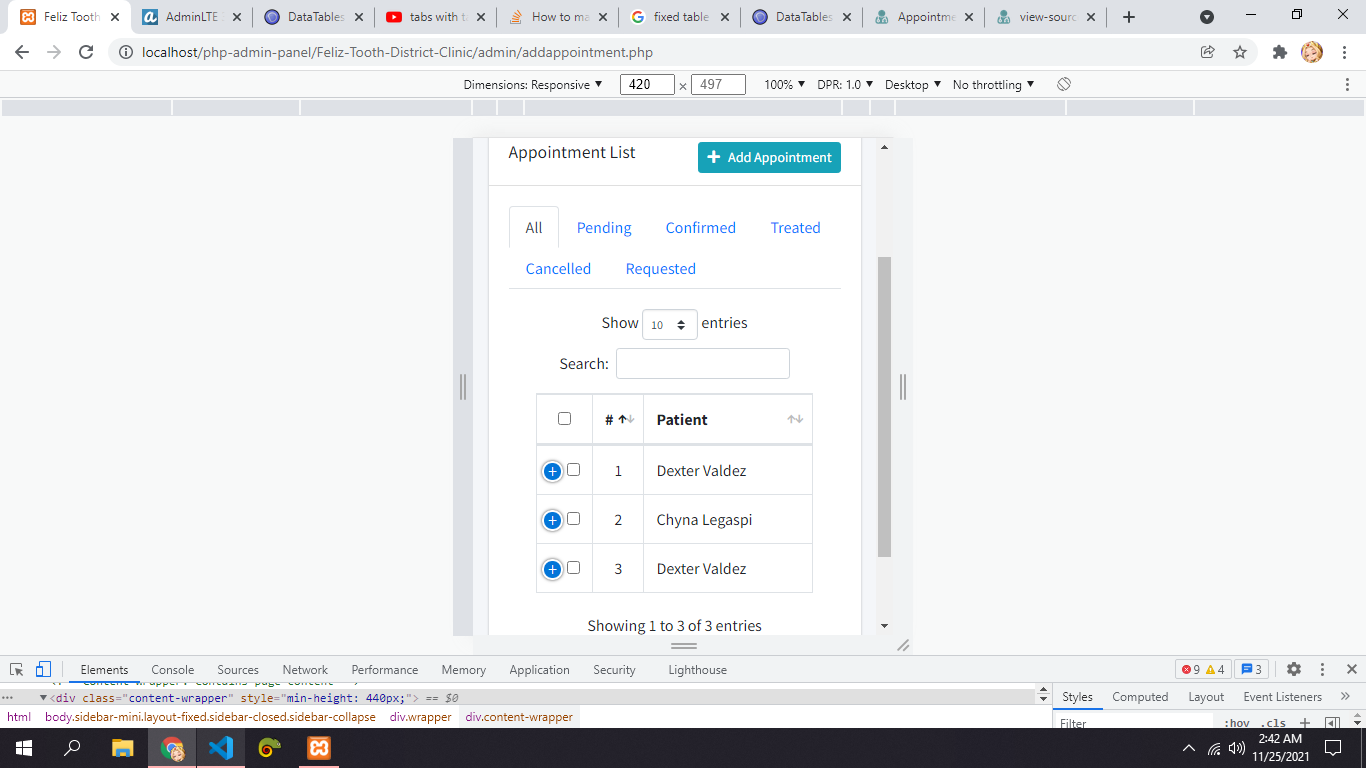 Feliz Tooth
AdminLTE
DataTables
tabs with ta
How to ma
fixed table
DataTables
Appointme
view-sourc
localhost/php-admin-panel/Feliz-Tooth-District-Clinic/admin/addappointment.php
Dimensions: Responsive 420 × 497 100% DPR: 1.0 Desktop No throttling
Appointment List
Add Appointment
All Pending Confirmed Treated
Cancelled Requested
Show 10 entries
Search:
# Patient
1 Dexter Valdez
2 Chyna Legaspi
3 Dexter Valdez
Showing 1 to 3 of 3 entries
Elements Console Sources Network Performance Memory Application Security Lighthouse 9 4 3
<div class="content-wrapper" style="min-height: 440px;"> == $0
html body.sidebar-mini.layout-fixed.sidebar-closed.sidebar-collapse div.wrapper div.content-wrapper
Styles Computed Layout Event Listeners
Filter :hov .cls
2:42 AM
11/25/2021